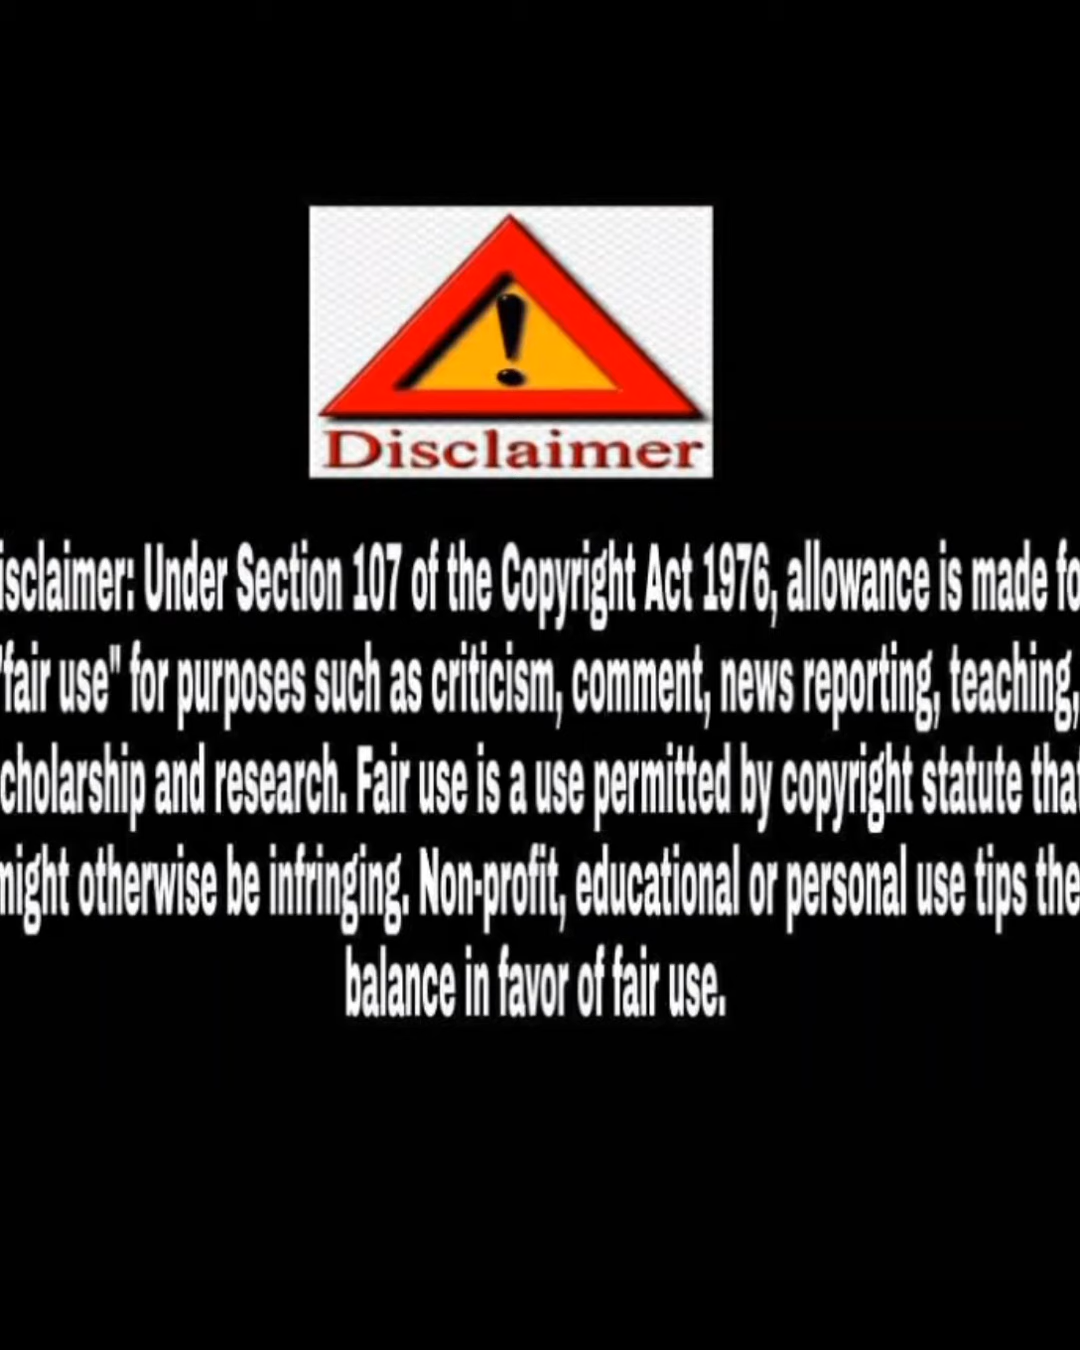 Disclaimer
isclaimer: Under Section 107 of the Copyright Act 1976, allowance is made fo
"fair use" for purposes such as criticism, comment, news reporting, teaching,
cholarship and research. Fair use is a use permitted by copyright statute that
might otherwise be infringing. Non-profit, educational or personal use tips the
balance in favor of fair use.